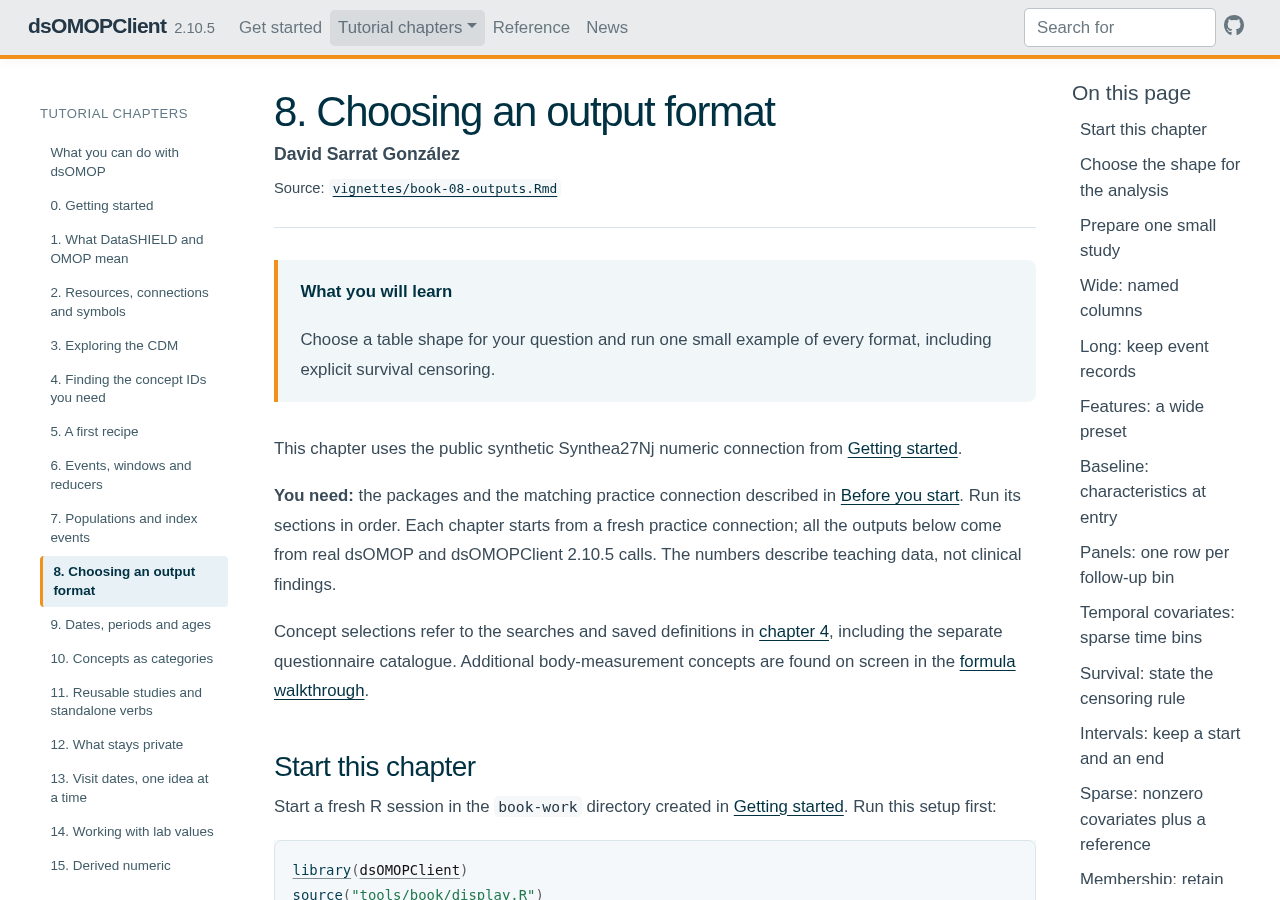 dsOMOPClient 2.10.5 Get started Tutorial chapters Reference News Search for
TUTORIAL CHAPTERS
What you can do with
dsOMOP
0. Getting started
1. What DataSHIELD and
OMOP mean
2. Resources, connections
and symbols
3. Exploring the CDM
4. Finding the concept IDs
you need
5. A first recipe
6. Events, windows and
reducers
7. Populations and index
events
8. Choosing an output
format
9. Dates, periods and ages
10. Concepts as categories
11. Reusable studies and
standalone verbs
12. What stays private
13. Visit dates, one idea at
a time
14. Working with lab values
15. Derived numeric
8. Choosing an output format
David Sarrat González
Source: vignettes/book-08-outputs.Rmd
What you will learn
Choose a table shape for your question and run one small example of every format, including
explicit survival censoring.
This chapter uses the public synthetic Synthea27Nj numeric connection from Getting started.
You need: the packages and the matching practice connection described in Before you start. Run its
sections in order. Each chapter starts from a fresh practice connection; all the outputs below come
from real dsOMOP and dsOMOPClient 2.10.5 calls. The numbers describe teaching data, not clinical
findings.
Concept selections refer to the searches and saved definitions in chapter 4, including the separate
questionnaire catalogue. Additional body-measurement concepts are found on screen in the formula
walkthrough.
Start this chapter
Start a fresh R session in the book-work directory created in Getting started. Run this setup first:
library(dsOMOPClient)
source("tools/book/display.R")
On this page
Start this chapter
Choose the shape for
the analysis
Prepare one small
study
Wide: named
columns
Long: keep event
records
Features: a wide
preset
Baseline:
characteristics at
entry
Panels: one row per
follow-up bin
Temporal covariates:
sparse time bins
Survival: state the
censoring rule
Intervals: keep a start
and an end
Sparse: nonzero
covariates plus a
reference
Membership: retain